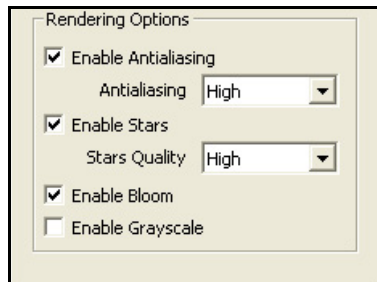 Rendering Options
Enable Antialiasing
Antialiasing High
Enable Stars
Stars Quality High
Enable Bloom
Enable Grayscale